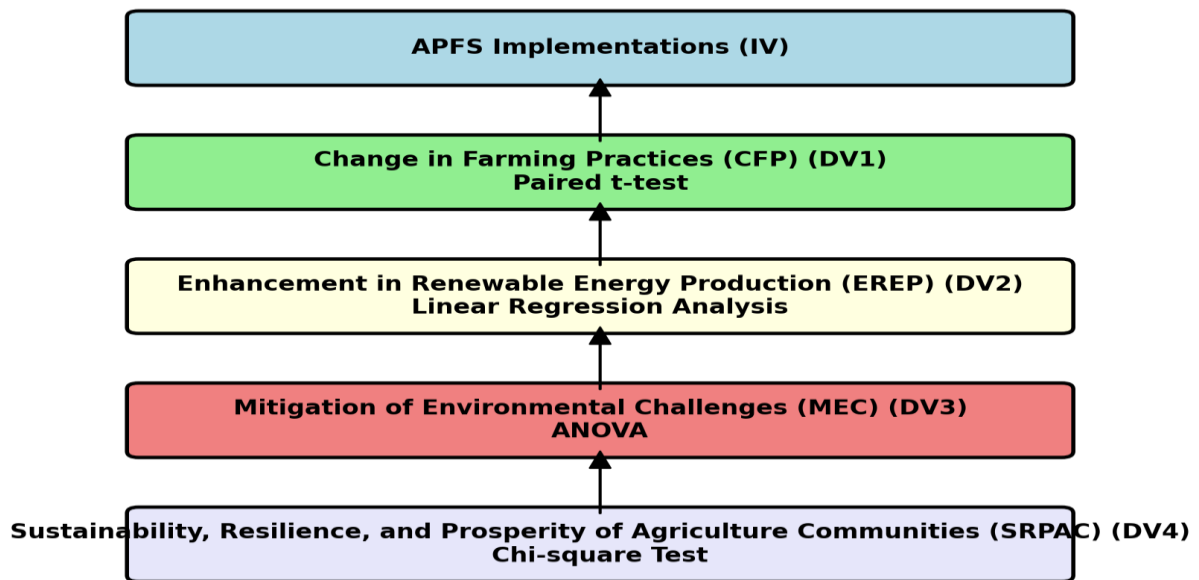 APFS Implementations (IV)
Change in Farming Practices (CFP) (DV1)
Paired t-test
Enhancement in Renewable Energy Production (EREP) (DV2)
Linear Regression Analysis
Mitigation of Environmental Challenges (MEC) (DV3)
ANOVA
Sustainability, Resilience, and Prosperity of Agriculture Communities (SRPAC) (DV4)
Chi-square Test